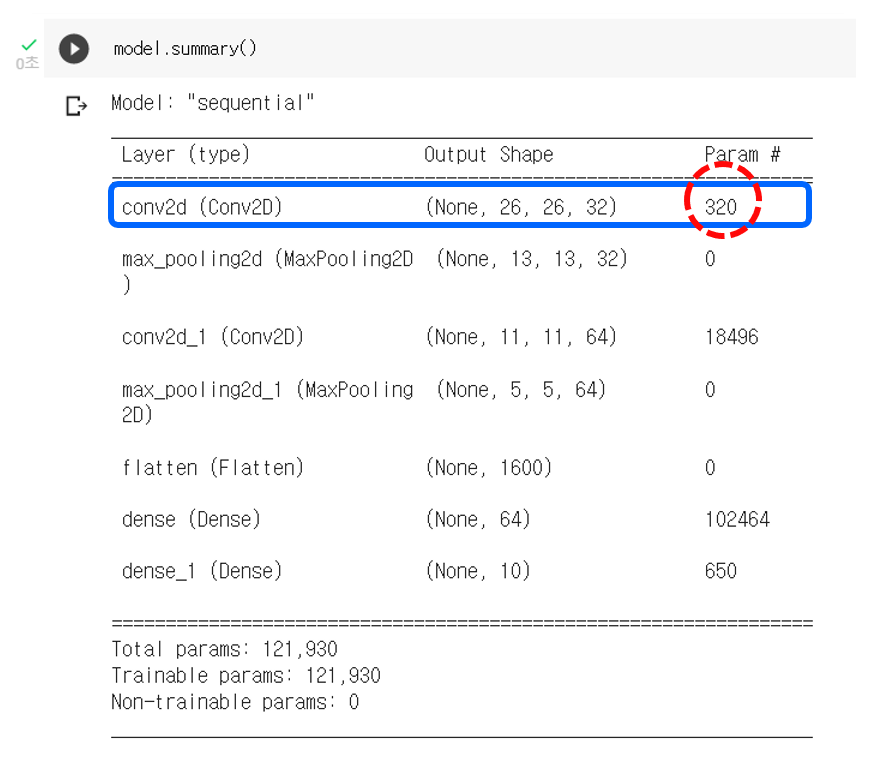 0초
model.summary()
Model: "sequential"
Layer (type) Output Shape Param #
=================================================================
conv2d (Conv2D) (None, 26, 26, 32) 320
max_pooling2d (MaxPooling2D (None, 13, 13, 32) 0
)
conv2d_1 (Conv2D) (None, 11, 11, 64) 18496
max_pooling2d_1 (MaxPooling (None, 5, 5, 64) 0
2D)
flatten (Flatten) (None, 1600) 0
dense (Dense) (None, 64) 102464
dense_1 (Dense) (None, 10) 650
=================================================================
Total params: 121,930
Trainable params: 121,930
Non-trainable params: 0